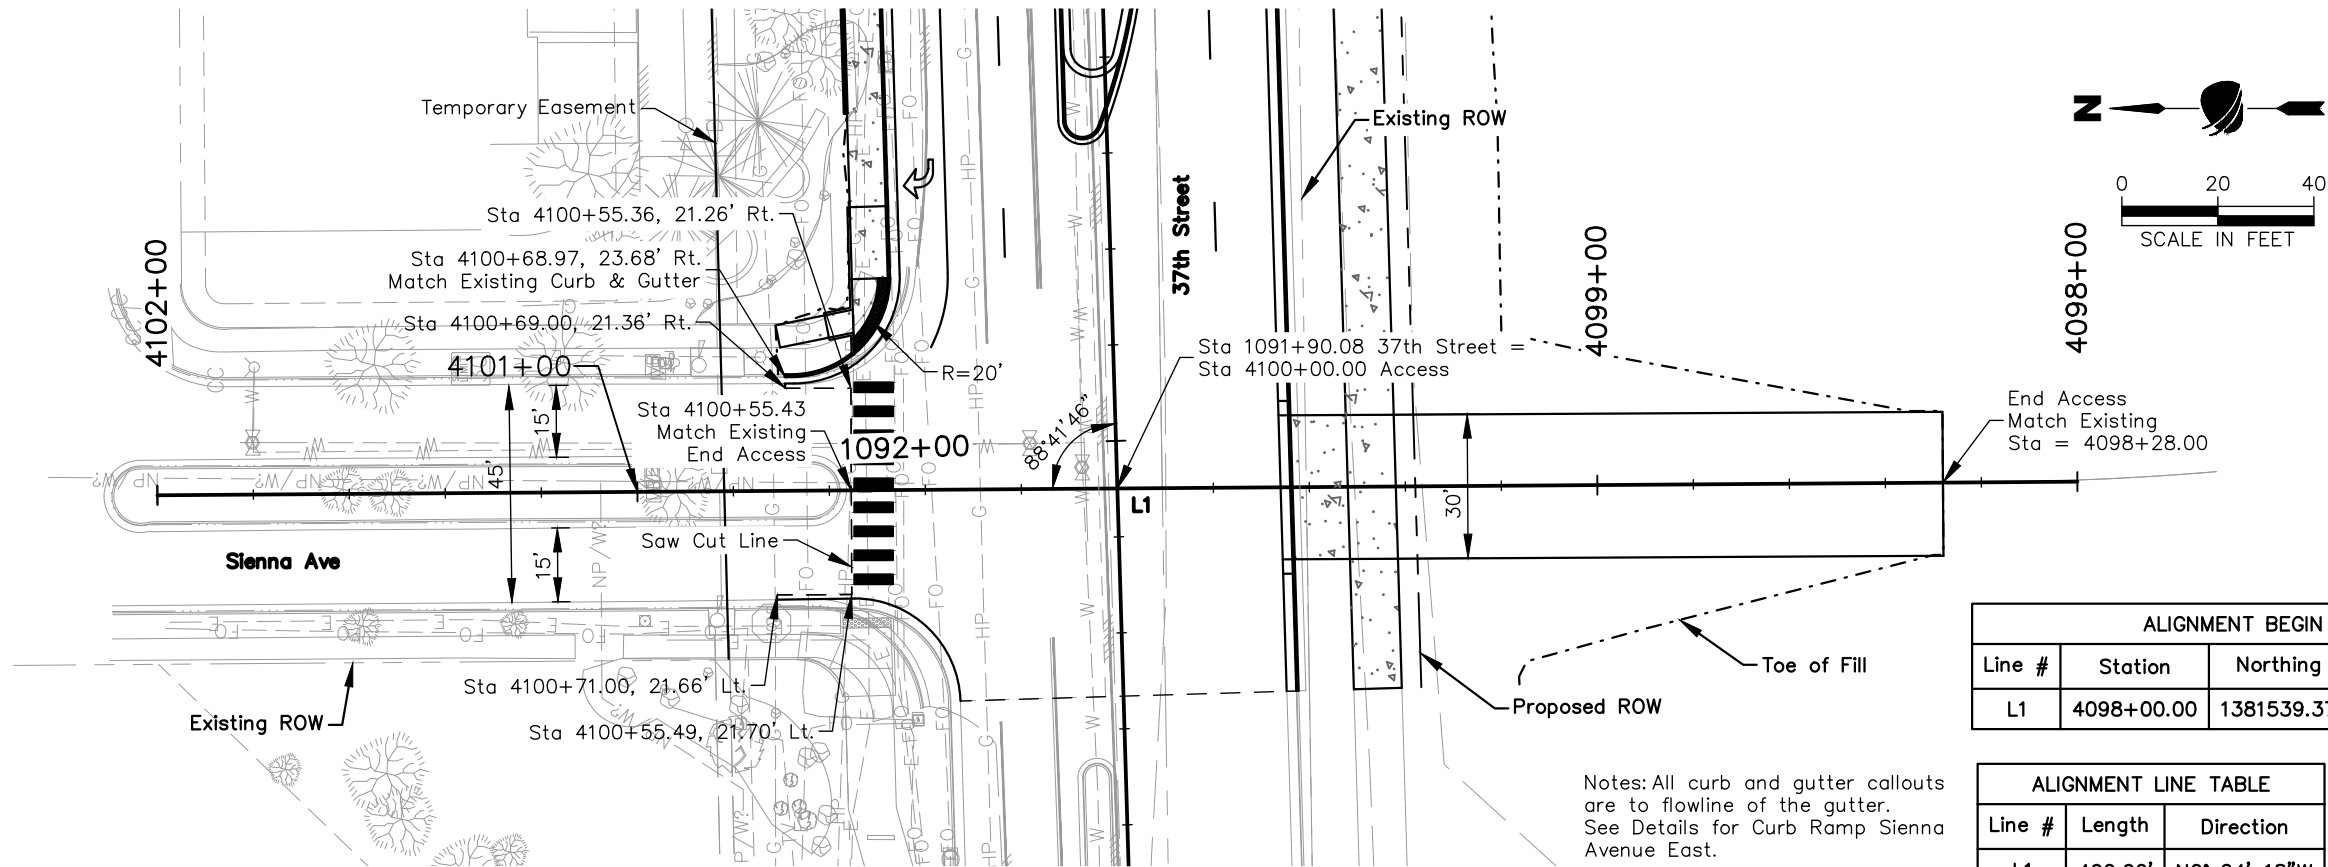 Temporary Easement
Existing ROW
N
0 20 40
SCALE IN FEET
Sta 4100+55.36, 21.26' Rt.
Sta 4100+68.97, 23.68' Rt.
Match Existing Curb & Gutter
Sta 4100+69.00, 21.36' Rt.
37th Street
4102+00
4101+00
4099+00
4098+00
R=20'
Sta 1091+90.08 37th Street =
Sta 4100+00.00 Access
88°41'46"
Sta 4100+55.43
Match Existing
End Access
1092+00
End Access
Match Existing
Sta = 4098+28.00
15'
45'
15'
30'
L1
Saw Cut Line
Sienna Ave
Sta 4100+71.00, 21.66' Lt.
Sta 4100+55.49, 21.70' Lt.
Existing ROW
Toe of Fill
Proposed ROW
ALIGNMENT BEGIN
Line # Station Northing
L1 4098+00.00
Notes: All curb and gutter callouts
are to flowline of the gutter.
See Details for Curb Ramp Sienna
Avenue East.
ALIGNMENT LINE TABLE
Line # Length Direction